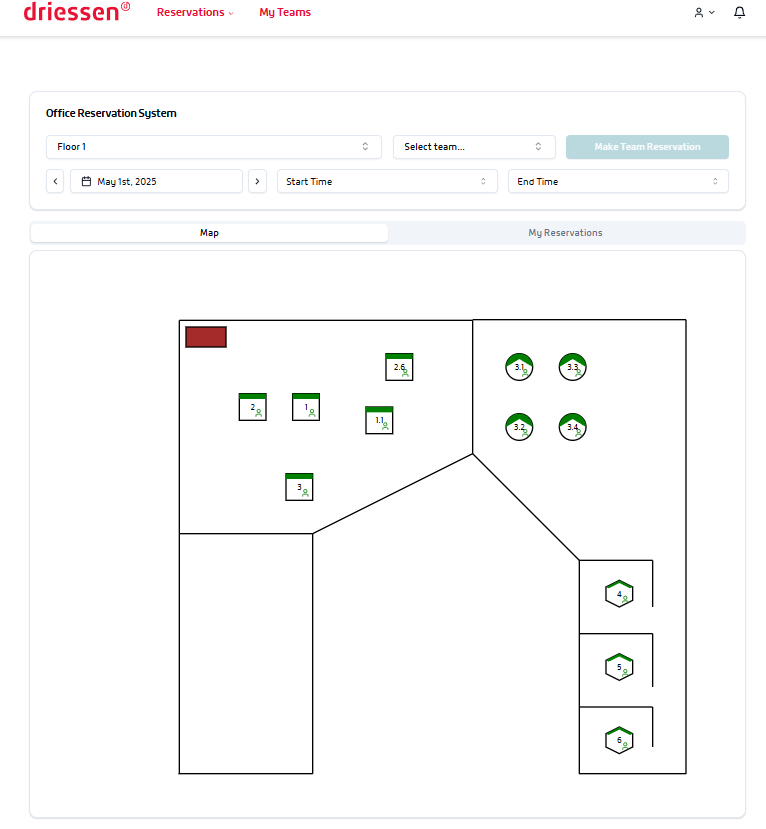 driessen
Reservations My Teams
Office Reservation System
Floor 1 Select team... Make Team Reservation
May 1st, 2025 Start Time End Time
Map My Reservations
2.6 3.1 3.3
2 1 1.1
3.2 3.4
3
4
5
6